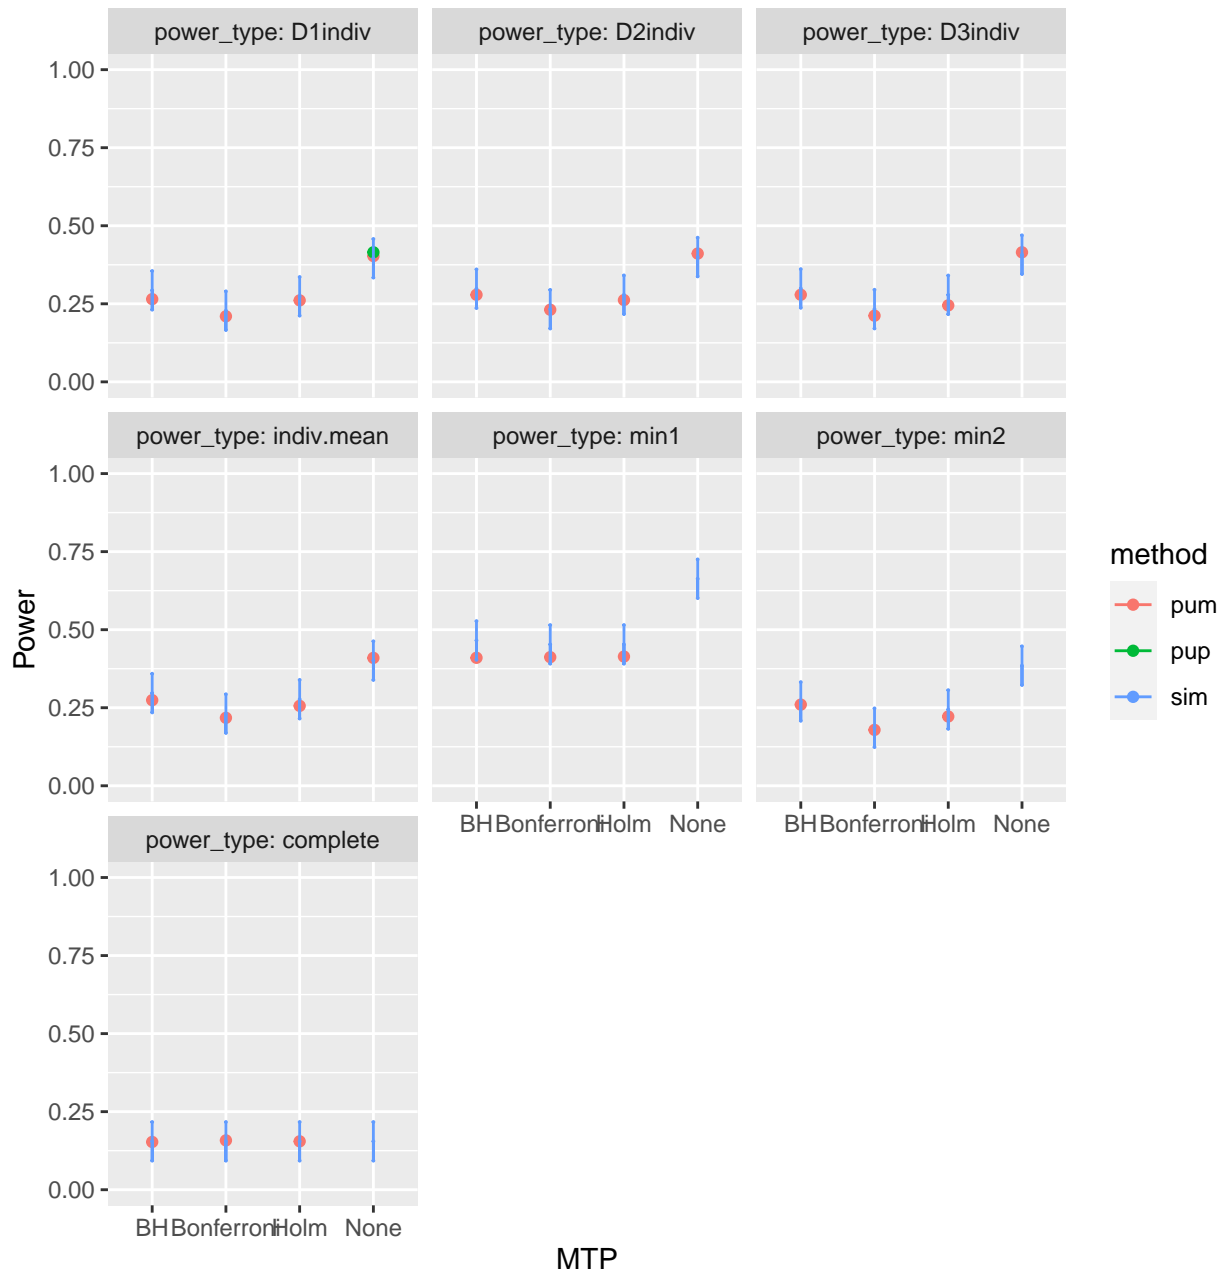 power_type: D1indiv
power_type: D2indiv
power_type: D3indiv
1.00
0.75
0.50
0.25
0.00
power_type: indiv.mean
power_type: min1
power_type: min2
1.00
0.75
0.50
0.25
0.00
BH Bonferroni Holm None
BH Bonferroni Holm None
power_type: complete
1.00
0.75
0.50
0.25
0.00
BH Bonferroni Holm None
MTP
Power
method
pum
pup
sim